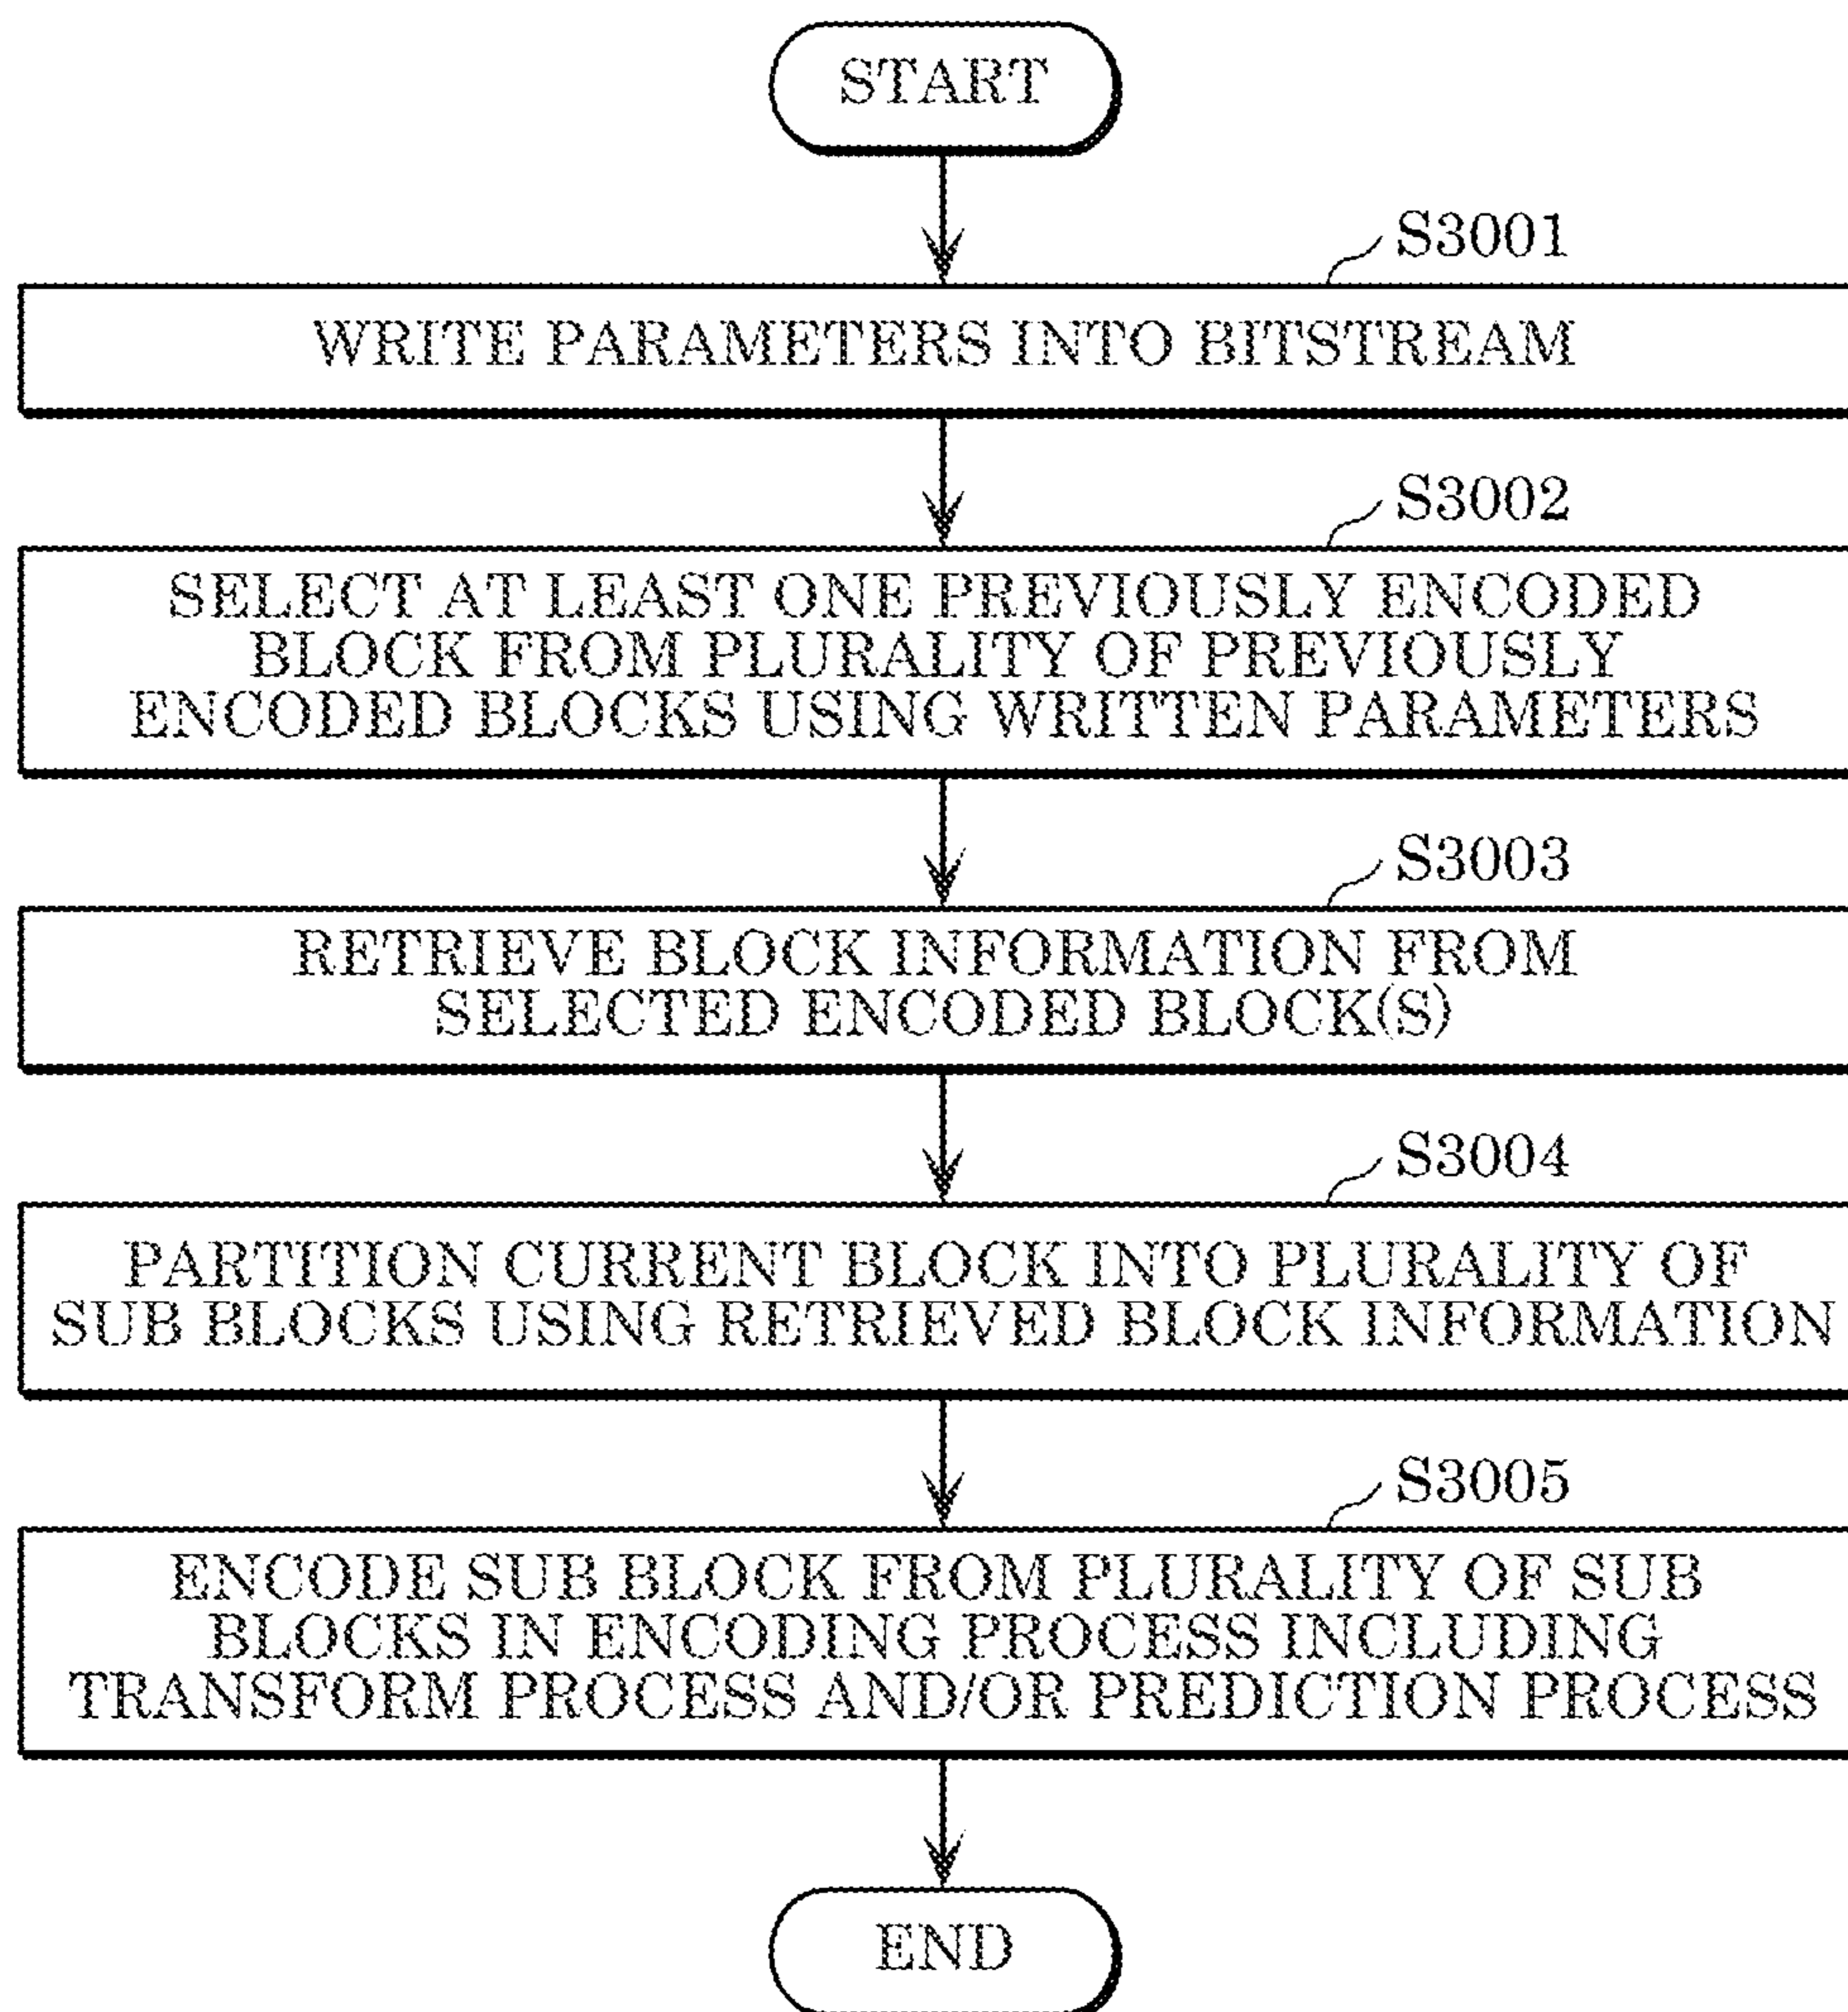 START
S3001
WRITE PARAMETERS INTO BITSTREAM
S3002
SELECT AT LEAST ONE PREVIOUSLY ENCODED
BLOCK FROM PLURALITY OF PREVIOUSLY
ENCODED BLOCKS USING WRITTEN PARAMETERS
S3003
RETRIEVE BLOCK INFORMATION FROM
SELECTED ENCODED BLOCK(S)
S3004
PARTITION CURRENT BLOCK INTO PLURALITY OF
SUB BLOCKS USING RETRIEVED BLOCK INFORMATION
S3005
ENCODE SUB BLOCK FROM PLURALITY OF SUB
BLOCKS IN ENCODING PROCESS INCLUDING
TRANSFORM PROCESS AND/OR PREDICTION PROCESS
END